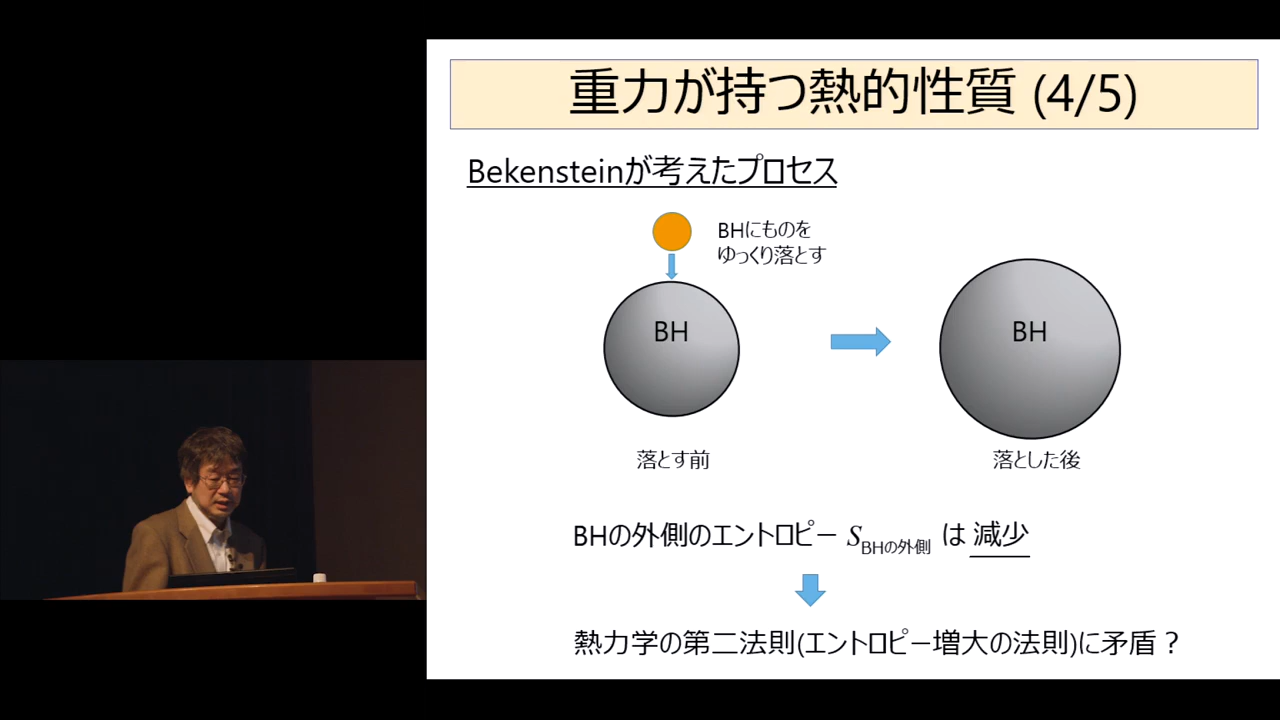 重力が持つ熱的性質 (4/5)
Bekensteinが考えたプロセス
BHにものを
ゆっくり落とす
BH
BH
落とす前
落とした後
BHの外側のエントロピー S_BHの外側 は 減少
熱力学の第二法則(エントロピー増大の法則)に矛盾？